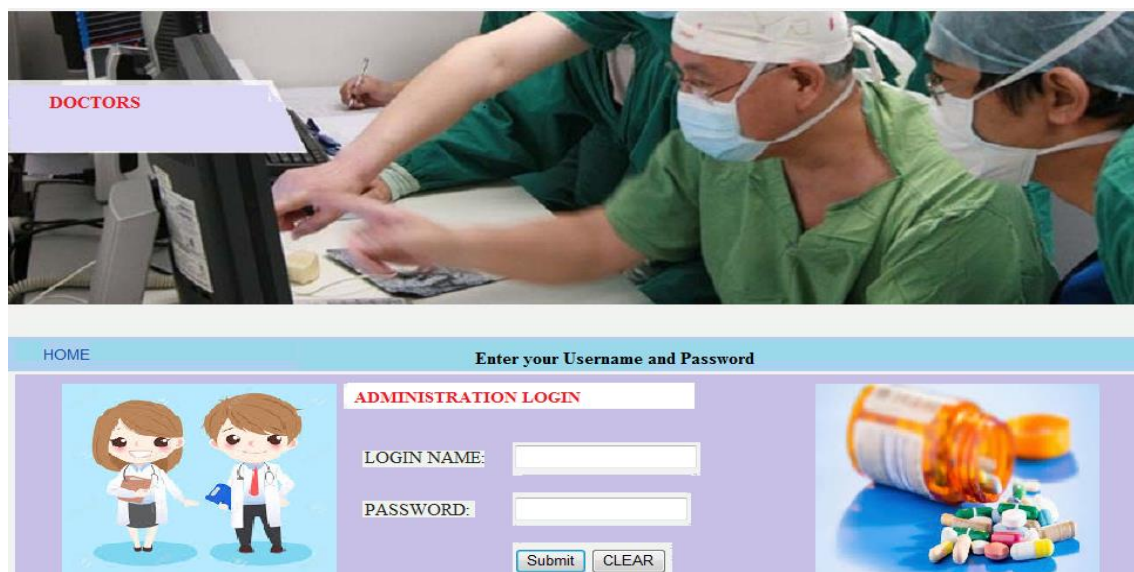 DOCTORS
HOME
Enter your Username and Password
ADMINISTRATION LOGIN
LOGIN NAME:
PASSWORD:
Submit CLEAR